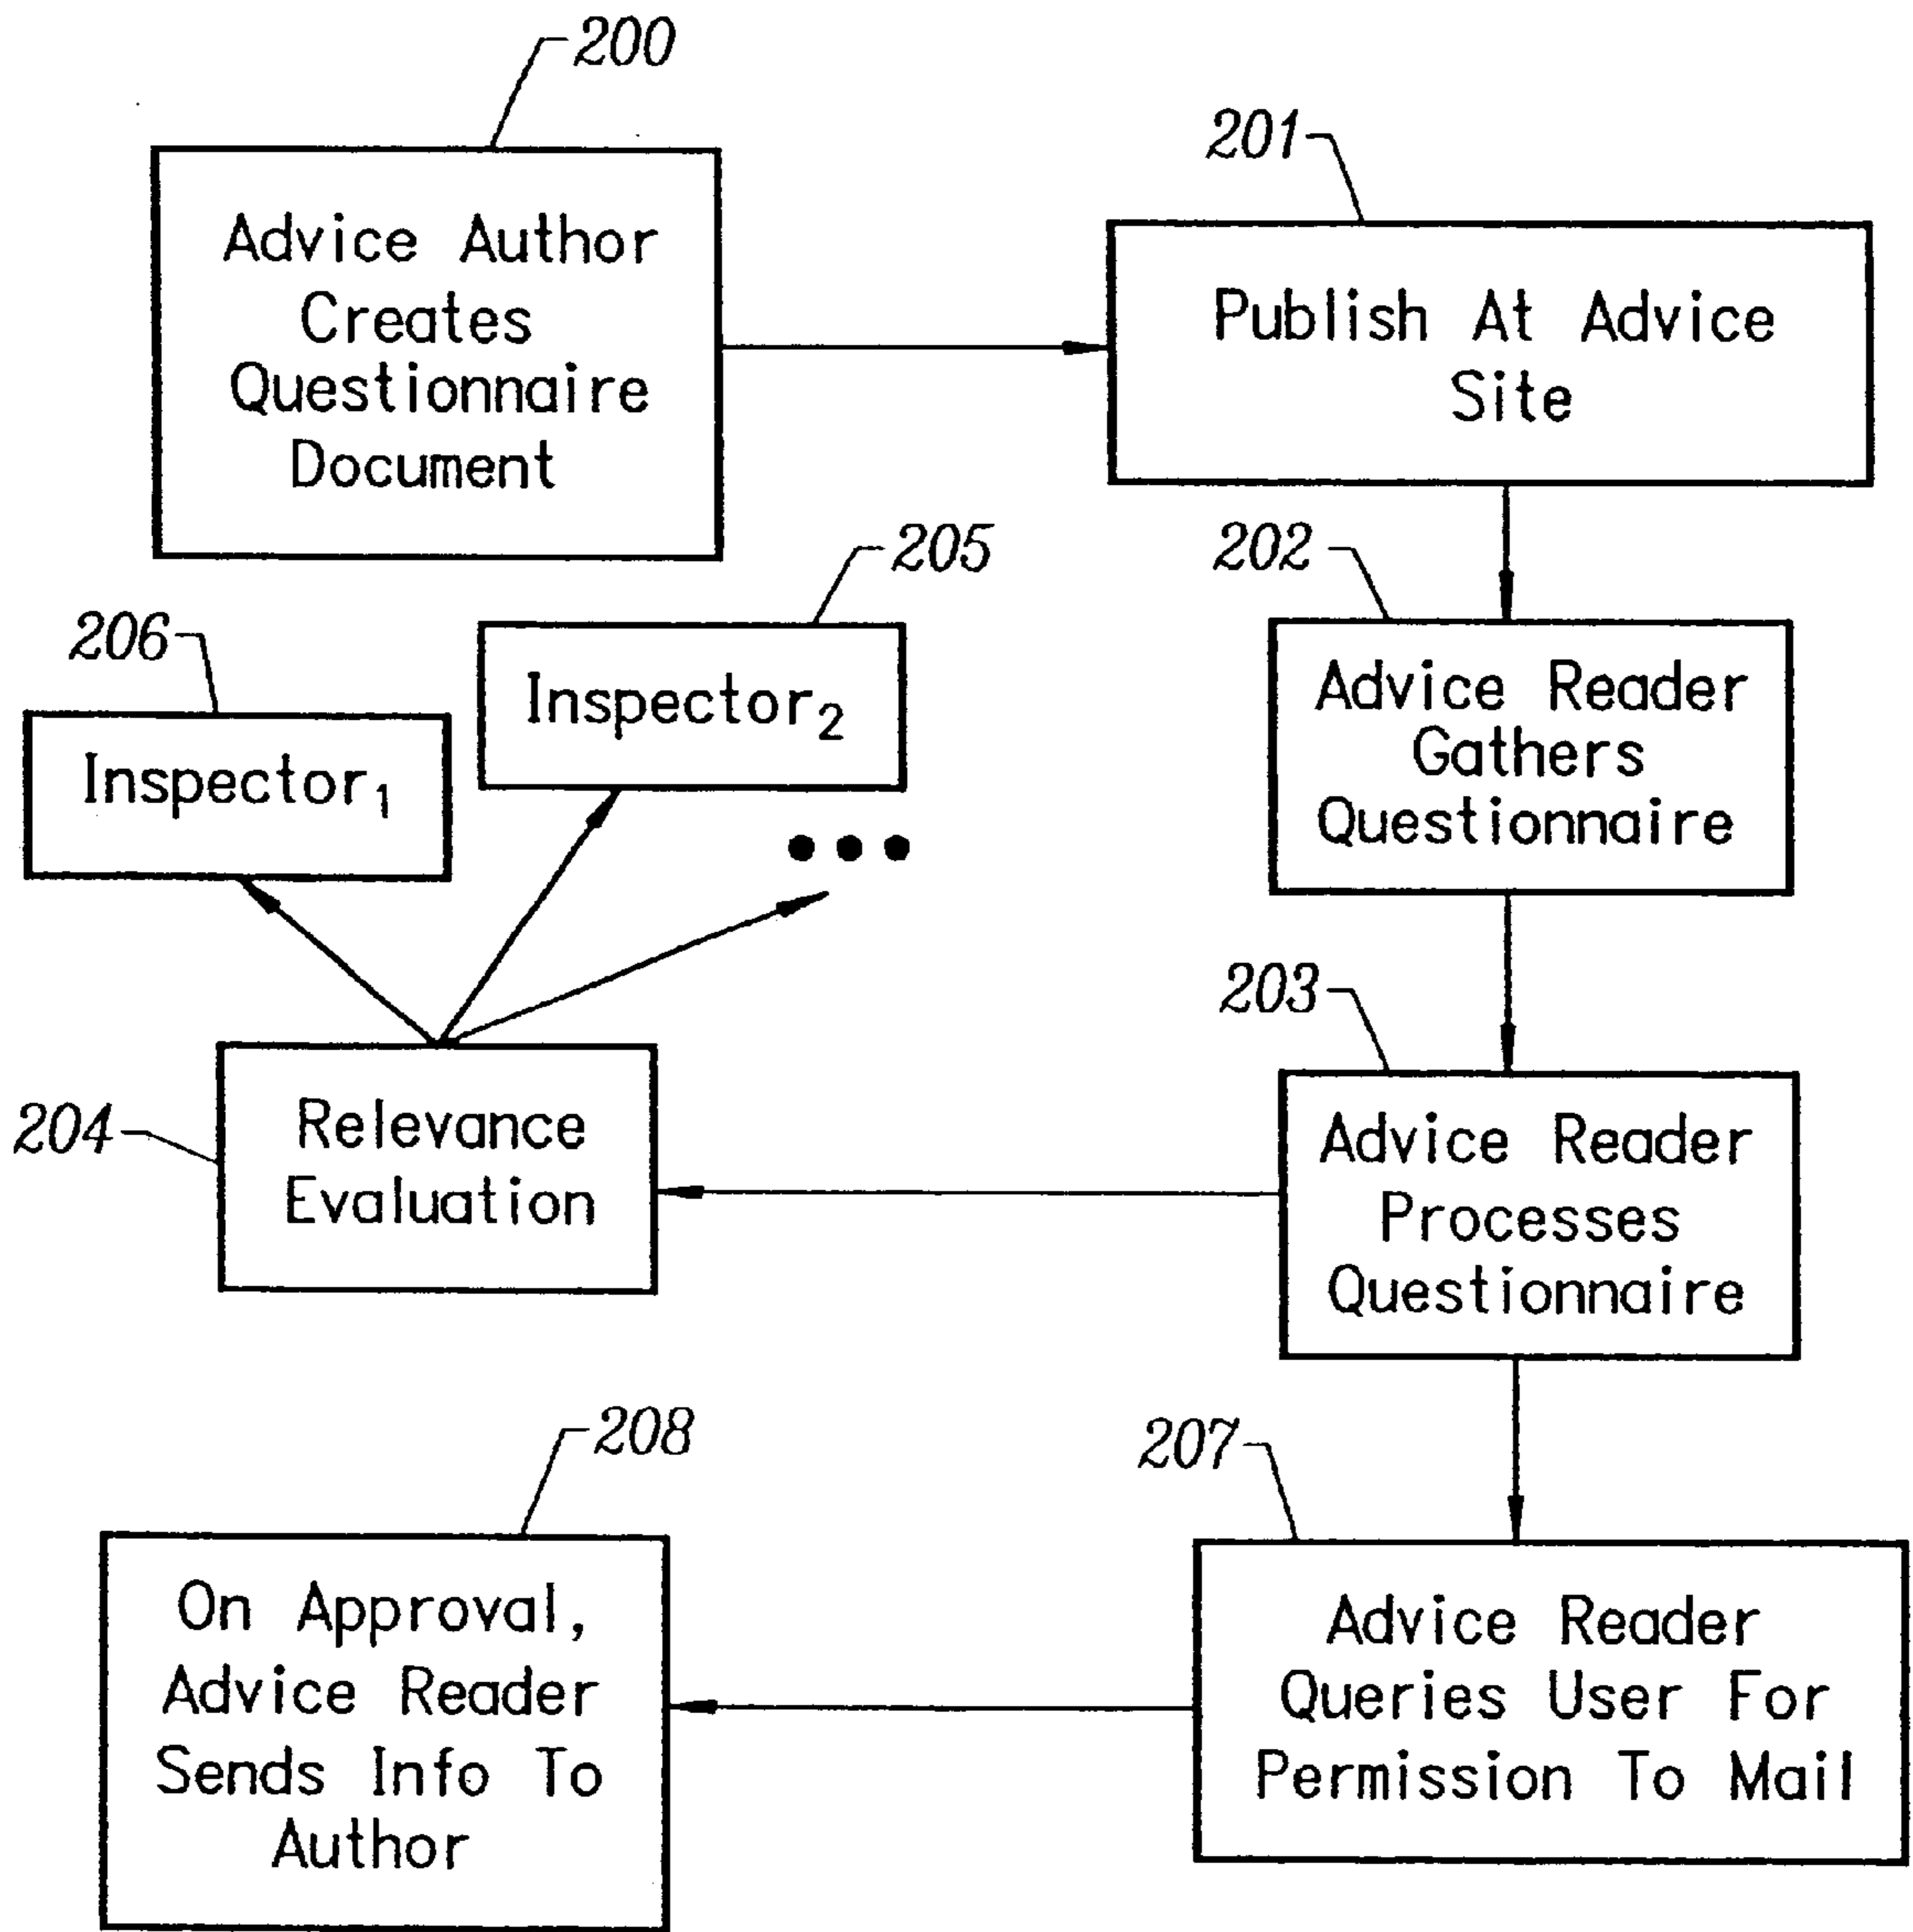 200
Advice Author
Creates
Questionnaire
Document
201
Publish At Advice
Site
202
Advice Reader
Gathers
Questionnaire
205
Inspector₂
206
Inspector₁
203
Advice Reader
Processes
Questionnaire
204
Relevance
Evaluation
207
Advice Reader
Queries User For
Permission To Mail
208
On Approval,
Advice Reader
Sends Info To
Author